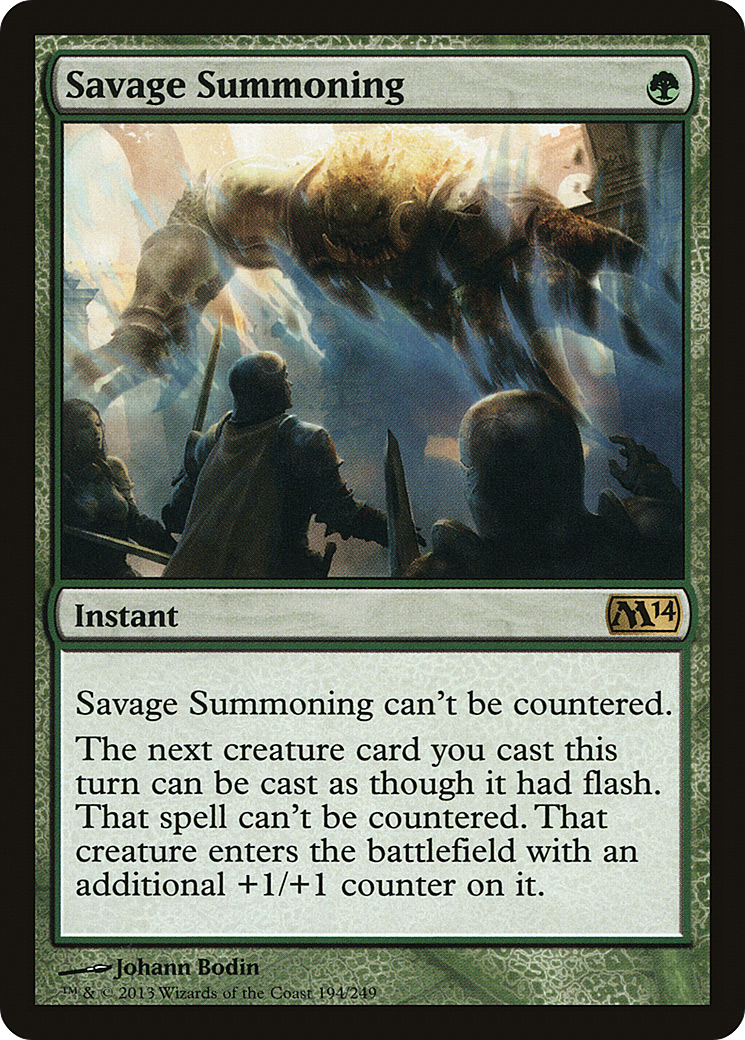 Savage Summoning
Instant
M14
Savage Summoning can't be countered.
The next creature card you cast this
turn can be cast as though it had flash.
That spell can't be countered. That
creature enters the battlefield with an
additional +1/+1 counter on it.
Johann Bodin
™ & © 2013 Wizards of the Coast 194/249